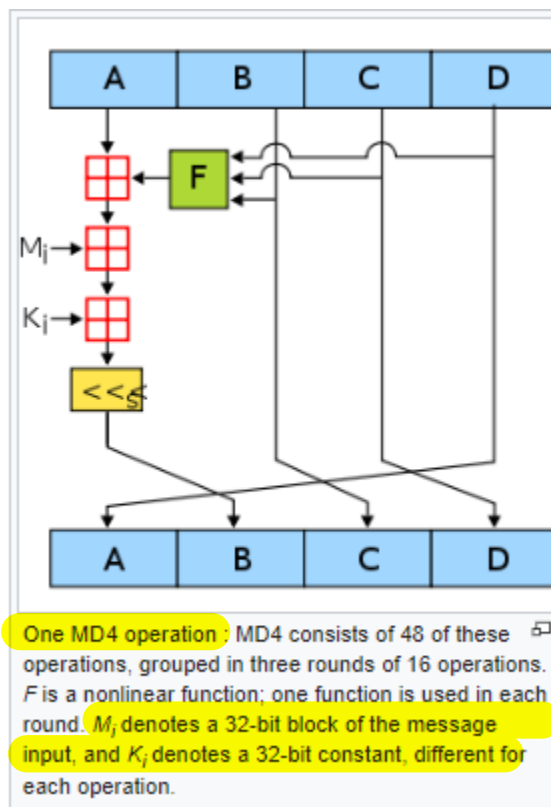 A B C D
F
Mi
Ki
<<<s
A B C D
One MD4 operation : MD4 consists of 48 of these
operations, grouped in three rounds of 16 operations.
F is a nonlinear function; one function is used in each
round. Mi denotes a 32-bit block of the message
input, and Ki denotes a 32-bit constant, different for
each operation.